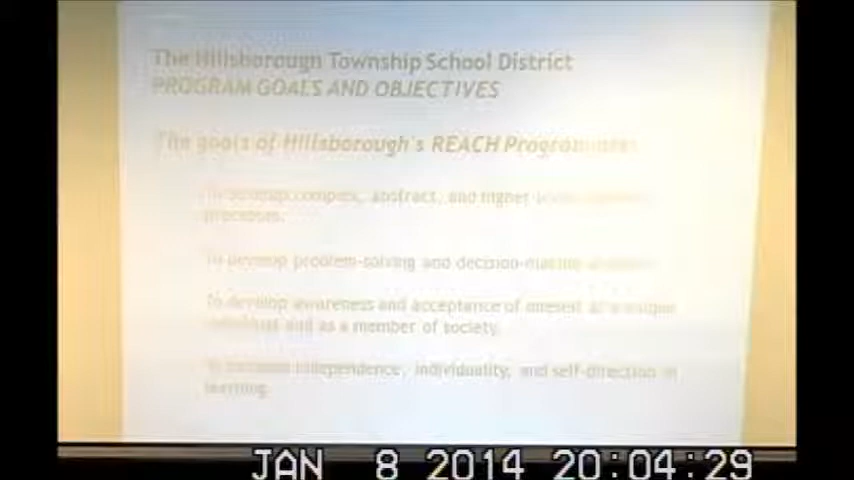 The Hillsborough Township School District
PROGRAM GOALS AND OBJECTIVES
The goals of Hillsborough's REACH Program
To develop complex, abstract, and higher
processes.
To develop problem-solving and decision-making
To develop awareness and acceptance of oneself as a unique
individual and as a member of society.
To increase independence, individuality, and self-direction in
learning.
JAN 8 2014 20:04:29